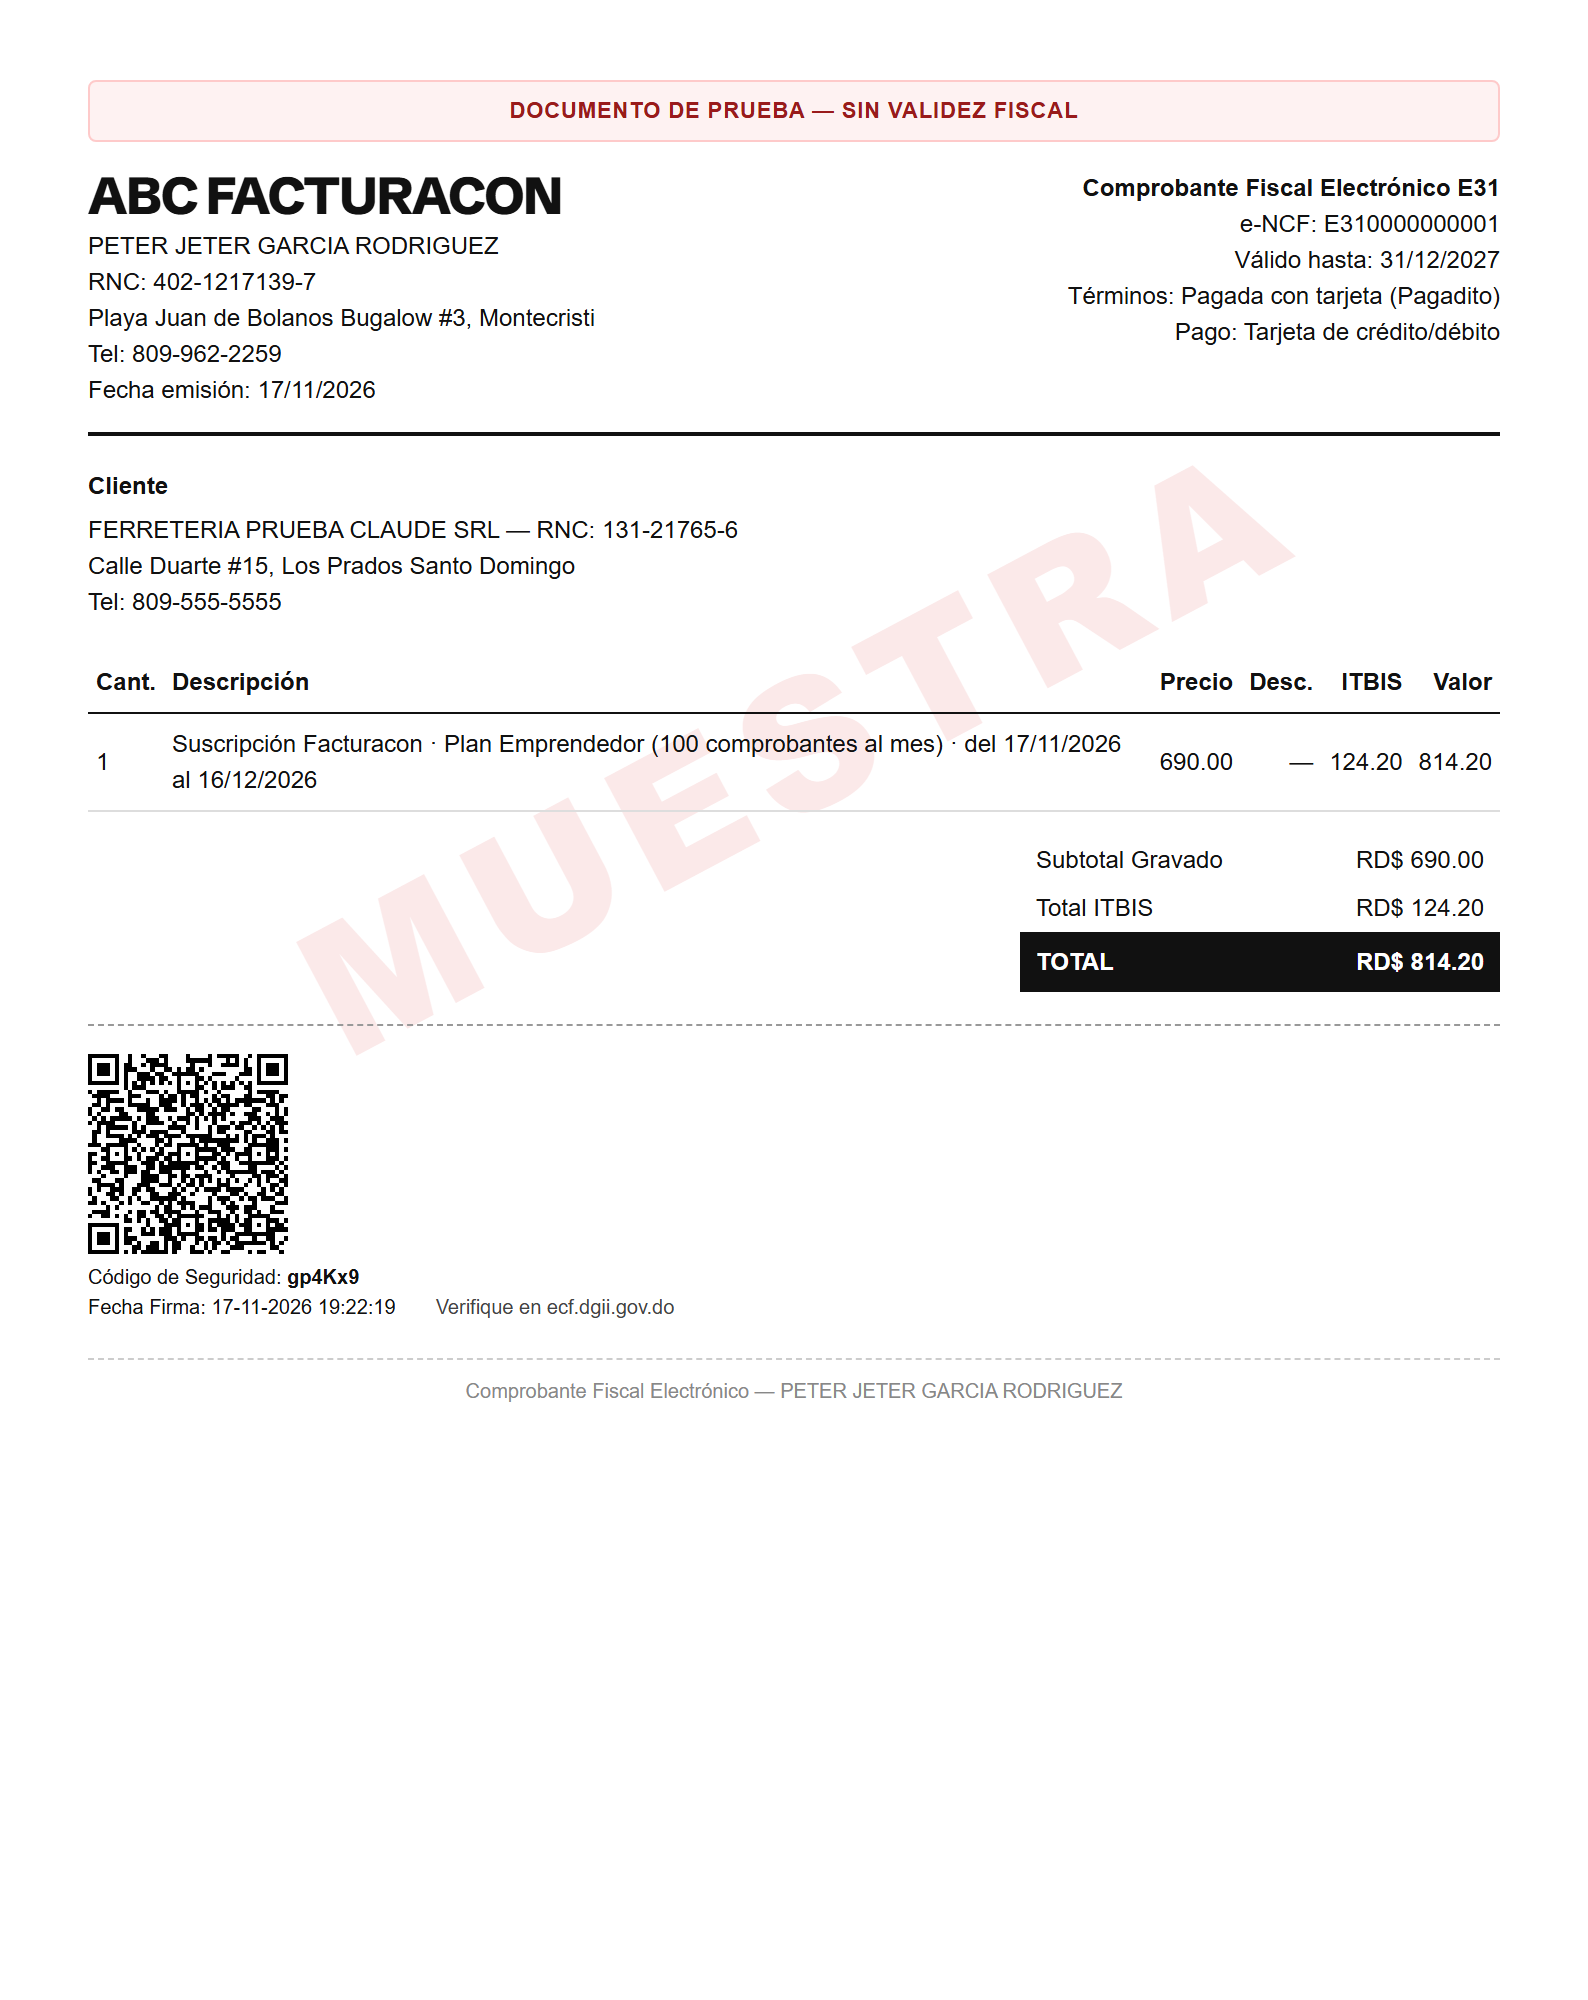 DOCUMENTO DE PRUEBA — SIN VALIDEZ FISCAL
ABC FACTURACON
PETER JETER GARCIA RODRIGUEZ
RNC: 402-1217139-7
Playa Juan de Bolanos Bugalow #3, Montecristi
Tel: 809-962-2259
Fecha emisión: 17/11/2026
Comprobante Fiscal Electrónico E31
e-NCF: E310000000001
Válido hasta: 31/12/2027
Términos: Pagada con tarjeta (Pagadito)
Pago: Tarjeta de crédito/débito
Cliente
FERRETERIA PRUEBA CLAUDE SRL — RNC: 131-21765-6
Calle Duarte #15, Los Prados Santo Domingo
Tel: 809-555-5555
MUESTRA
Cant. Descripción Precio Desc. ITBIS Valor
1 Suscripción Facturacon · Plan Emprendedor (100 comprobantes al mes) · del 17/11/2026 690.00 — 124.20 814.20
al 16/12/2026
Subtotal Gravado RD$ 690.00
Total ITBIS RD$ 124.20
TOTAL RD$ 814.20
Código de Seguridad: gp4Kx9
Fecha Firma: 17-11-2026 19:22:19 Verifique en ecf.dgii.gov.do
Comprobante Fiscal Electrónico — PETER JETER GARCIA RODRIGUEZ